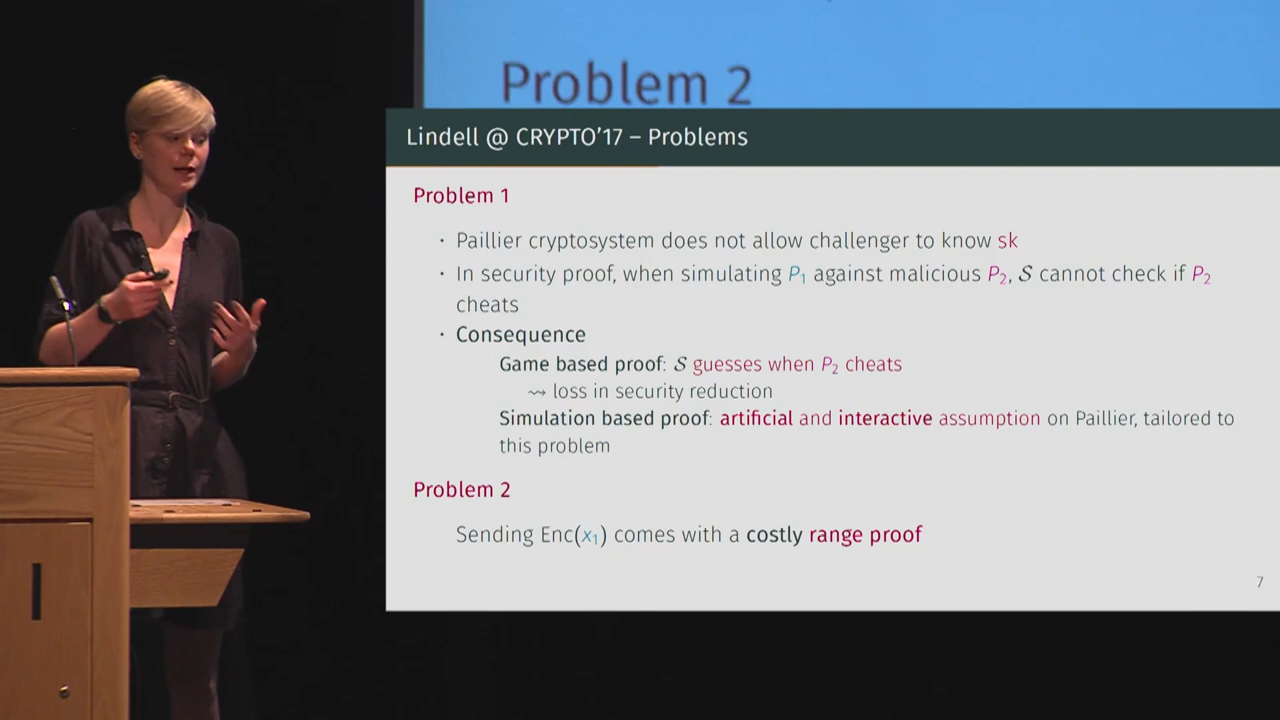 Problem 2
Lindell @ CRYPTO'17 – Problems
Problem 1
· Paillier cryptosystem does not allow challenger to know sk
· In security proof, when simulating P₁ against malicious P₂, 𝒮 cannot check if P₂
cheats
· Consequence
Game based proof: 𝒮 guesses when P₂ cheats
⇝ loss in security reduction
Simulation based proof: artificial and interactive assumption on Paillier, tailored to
this problem
Problem 2
Sending Enc(x₁) comes with a costly range proof
7